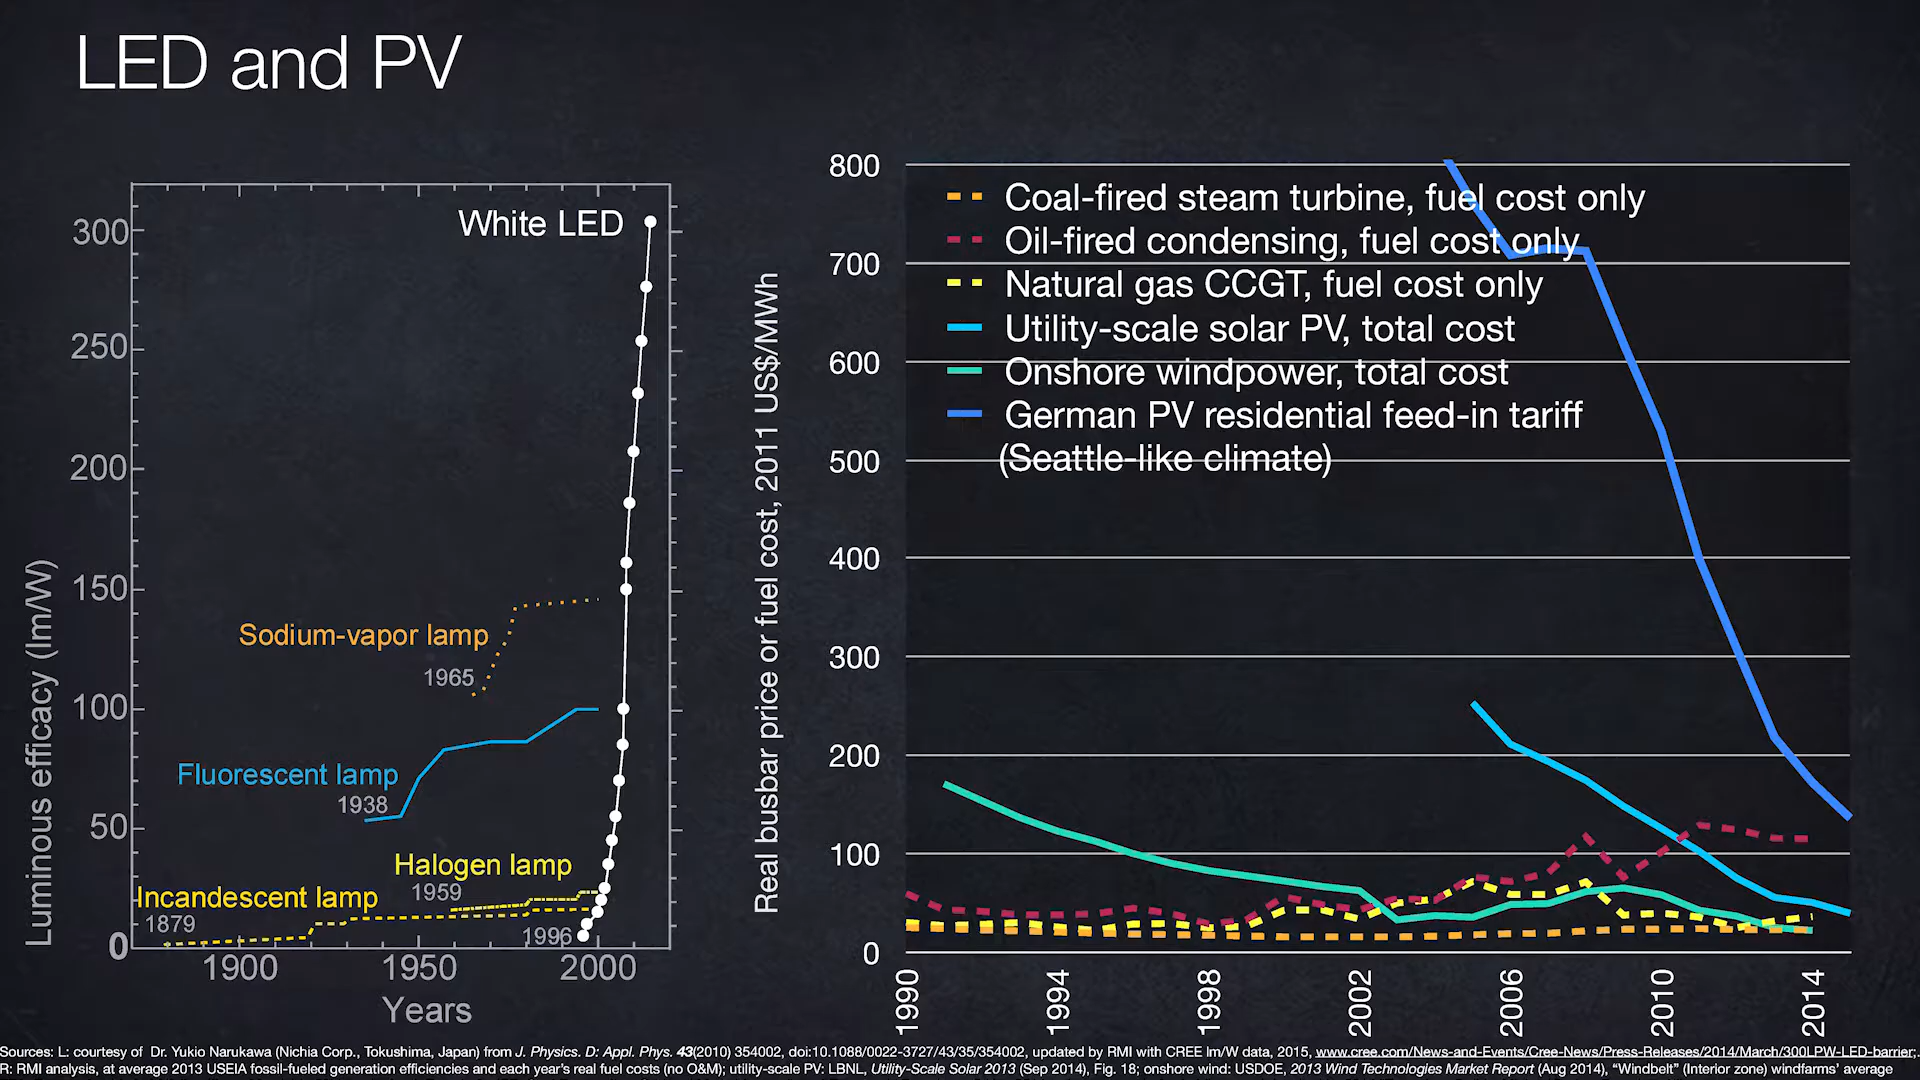 LED and PV
300
250
200
150
100
50
0
Luminous efficacy (lm/W)
White LED
Sodium-vapor lamp
1965
Fluorescent lamp
1938
Halogen lamp
1959
Incandescent lamp
1879
1996
1900 1950 2000
Years
800
700
600
500
400
300
200
100
0
Real busbar price or fuel cost, 2011 US$/MWh
Coal-fired steam turbine, fuel cost only
Oil-fired condensing, fuel cost only
Natural gas CCGT, fuel cost only
Utility-scale solar PV, total cost
Onshore windpower, total cost
German PV residential feed-in tariff
(Seattle-like climate)
1990 1994 1998 2002 2006 2010 2014
Sources: L: courtesy of Dr. Yukio Narukawa (Nichia Corp., Tokushima, Japan) from J. Physics. D: Appl. Phys. 43(2010) 354002, doi:10.1088/0022-3727/43/35/354002, updated by RMI with CREE lm/W data, 2015, www.cree.com/News-and-Events/Cree-News/Press-Releases/2014/March/300LPW-LED-barrier;
R: RMI analysis, at average 2013 USEIA fossil-fueled generation efficiencies and each year's real fuel costs (no O&M); utility-scale PV: LBNL, Utility-Scale Solar 2013 (Sep 2014), Fig. 18; onshore wind: USDOE, 2013 Wind Technologies Market Report (Aug 2014), "Windbelt" (Interior zone) windfarms' average